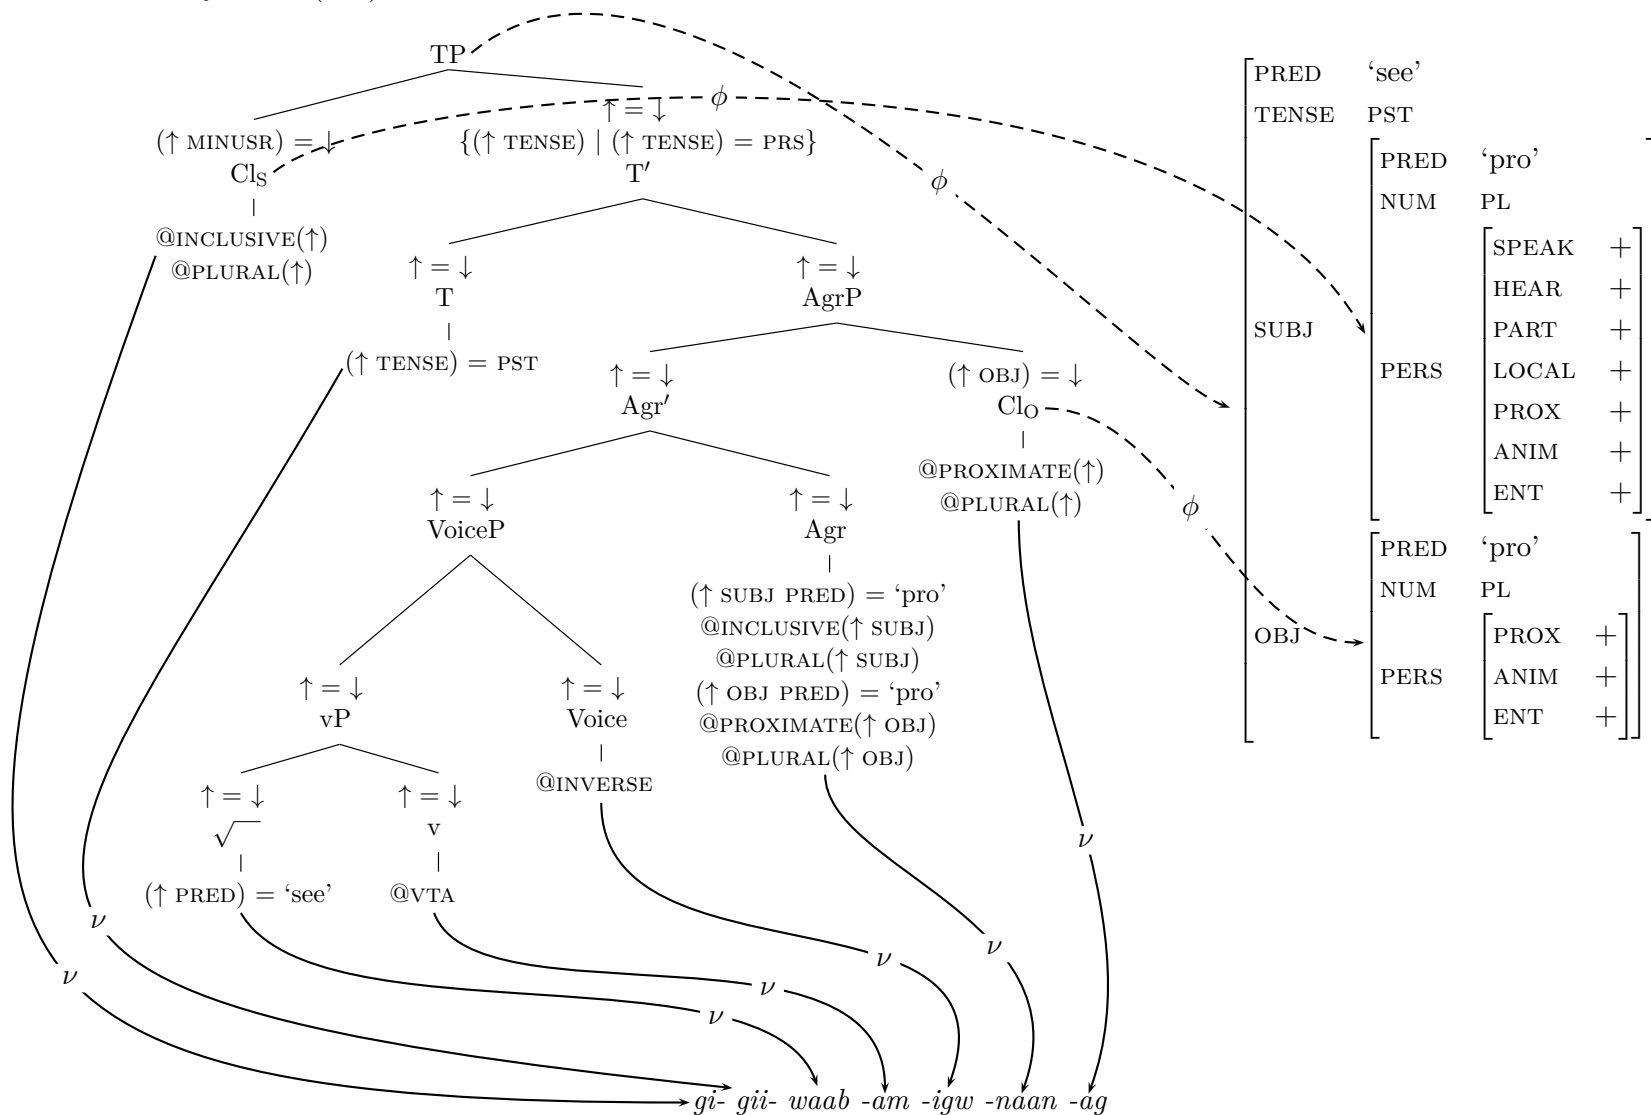 TP
(↑ MINUSR) = ↓
Cl_S
@INCLUSIVE(↑)
@PLURAL(↑)
↑ = ↓
{(↑ TENSE) | (↑ TENSE) = PRS}
T′
↑ = ↓
T
(↑ TENSE) = PST
↑ = ↓
AgrP
↑ = ↓
Agr′
(↑ OBJ) = ↓
Cl_O
@PROXIMATE(↑)
@PLURAL(↑)
↑ = ↓
VoiceP
↑ = ↓
Agr
(↑ SUBJ PRED) = ‘pro’
@INCLUSIVE(↑ SUBJ)
@PLURAL(↑ SUBJ)
(↑ OBJ PRED) = ‘pro’
@PROXIMATE(↑ OBJ)
@PLURAL(↑ OBJ)
↑ = ↓
vP
↑ = ↓
Voice
@INVERSE
↑ = ↓
√
(↑ PRED) = ‘see’
↑ = ↓
v
@VTA
ϕ
ϕ
ϕ
ν
ν
ν
ν
ν
ν
ν
gi- gii- waab -am -igw -naan -ag
PRED ‘see’
TENSE PST
SUBJ
PRED ‘pro’
NUM PL
PERS
SPEAK +
HEAR +
PART +
LOCAL +
PROX +
ANIM +
ENT +
OBJ
PRED ‘pro’
NUM PL
PERS
PROX +
ANIM +
ENT +